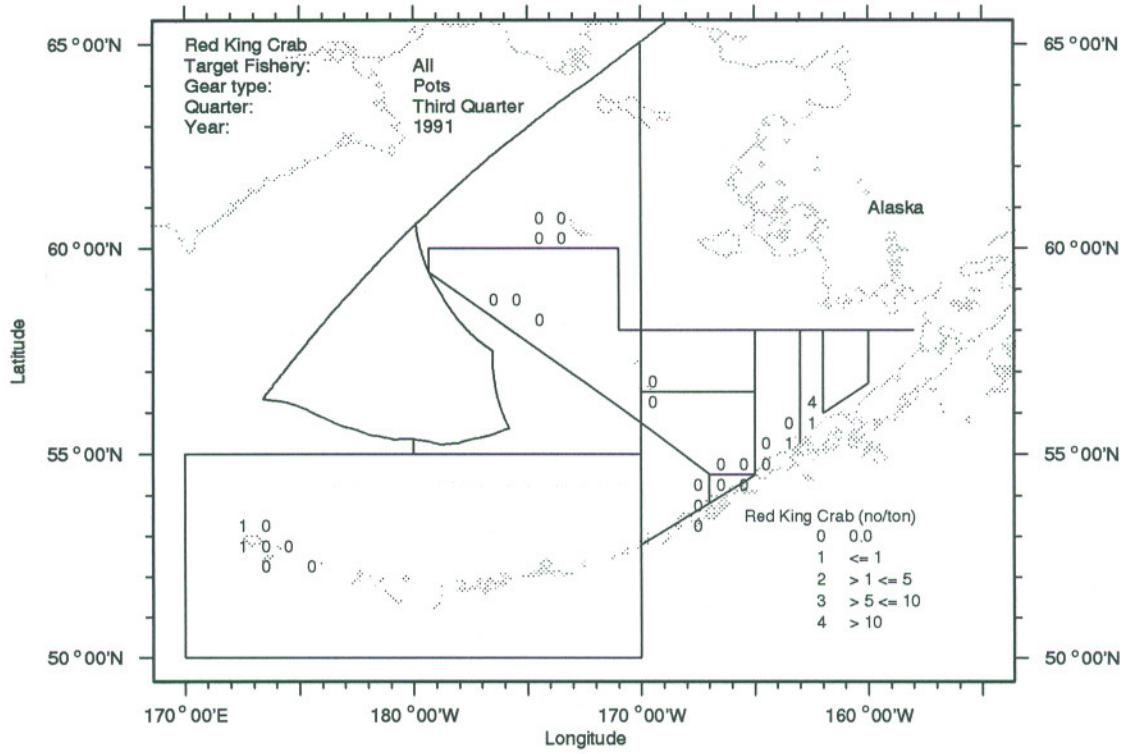 65°00'N 65°00'N
Red King Crab
Target Fishery: All
Gear type: Pots
Quarter: Third Quarter
Year: 1991
Alaska
0 0
0 0
60°00'N 60°00'N
0 0
0
Latitude
0
0 4
0 1
0 1
55°00'N 55°00'N
0 0 0
0 0 0
0
0
Red King Crab (no/ton)
0 0.0
1 <= 1
2 > 1 <= 5
3 > 5 <= 10
4 > 10
1 0
1 0 0
0 0
50°00'N 50°00'N
170°00'E 180°00'W 170°00'W 160°00'W
Longitude